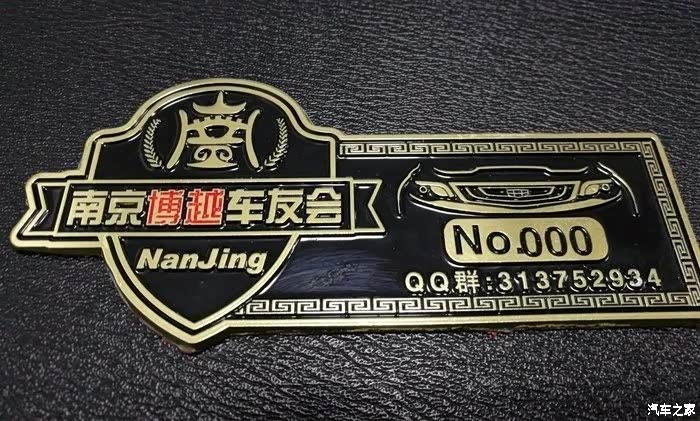 南京博越车友会
NanJing
No.000
QQ群:313752934
汽车之家